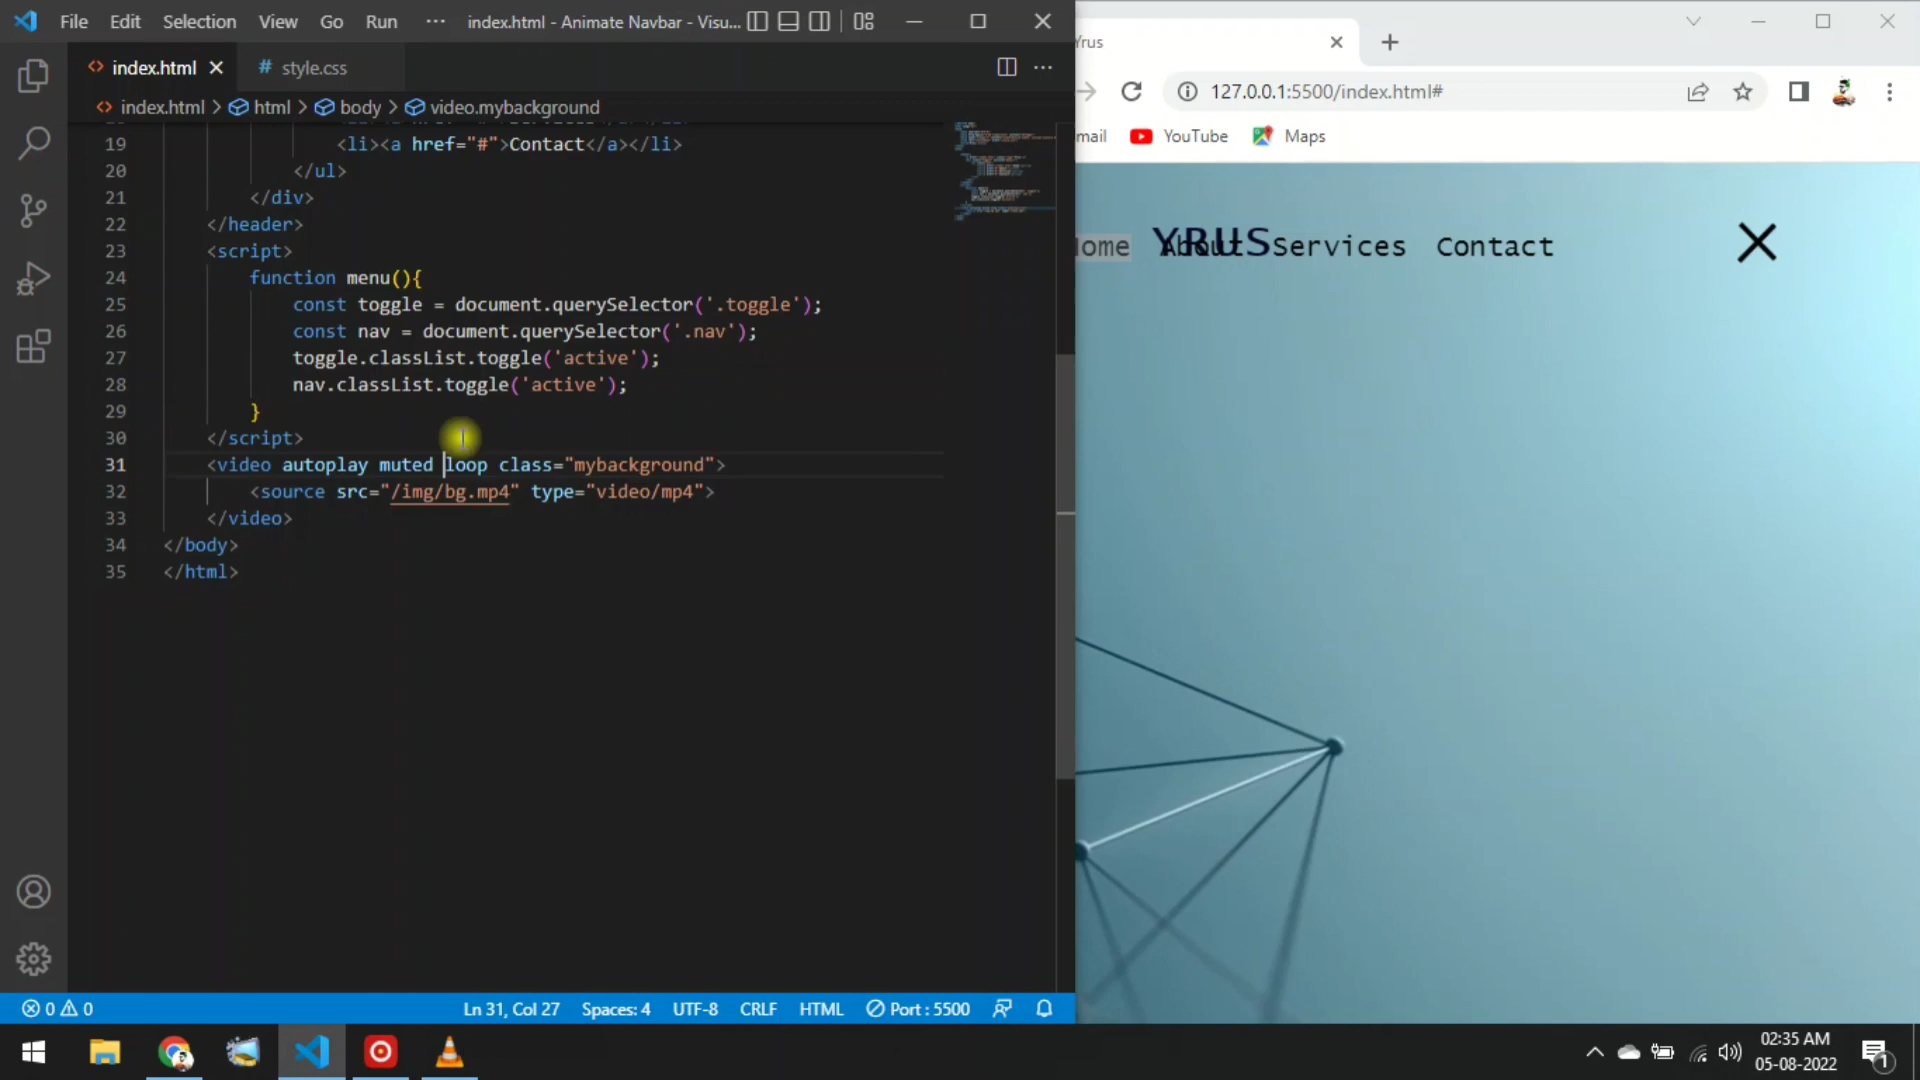 File Edit Selection View Go Run ··· index.html - Animate Navbar - Visu...
index.html
# style.css
index.html > html > body > video.mybackground
19 <li><a href="#">Contact</a></li>
20 </ul>
21 </div>
22 </header>
23 <script>
24 function menu(){
25 const toggle = document.querySelector('.toggle');
26 const nav = document.querySelector('.nav');
27 toggle.classList.toggle('active');
28 nav.classList.toggle('active');
29 }
30 </script>
31 <video autoplay muted loop class="mybackground">
32 <source src="/img/bg.mp4" type="video/mp4">
33 </video>
34 </body>
35 </html>
0 0 Ln 31, Col 27 Spaces: 4 UTF-8 CRLF HTML Port : 5500
Yrus
127.0.0.1:5500/index.html#
mail YouTube Maps
YRUS
ome About Services Contact
02:35 AM
05-08-2022
1